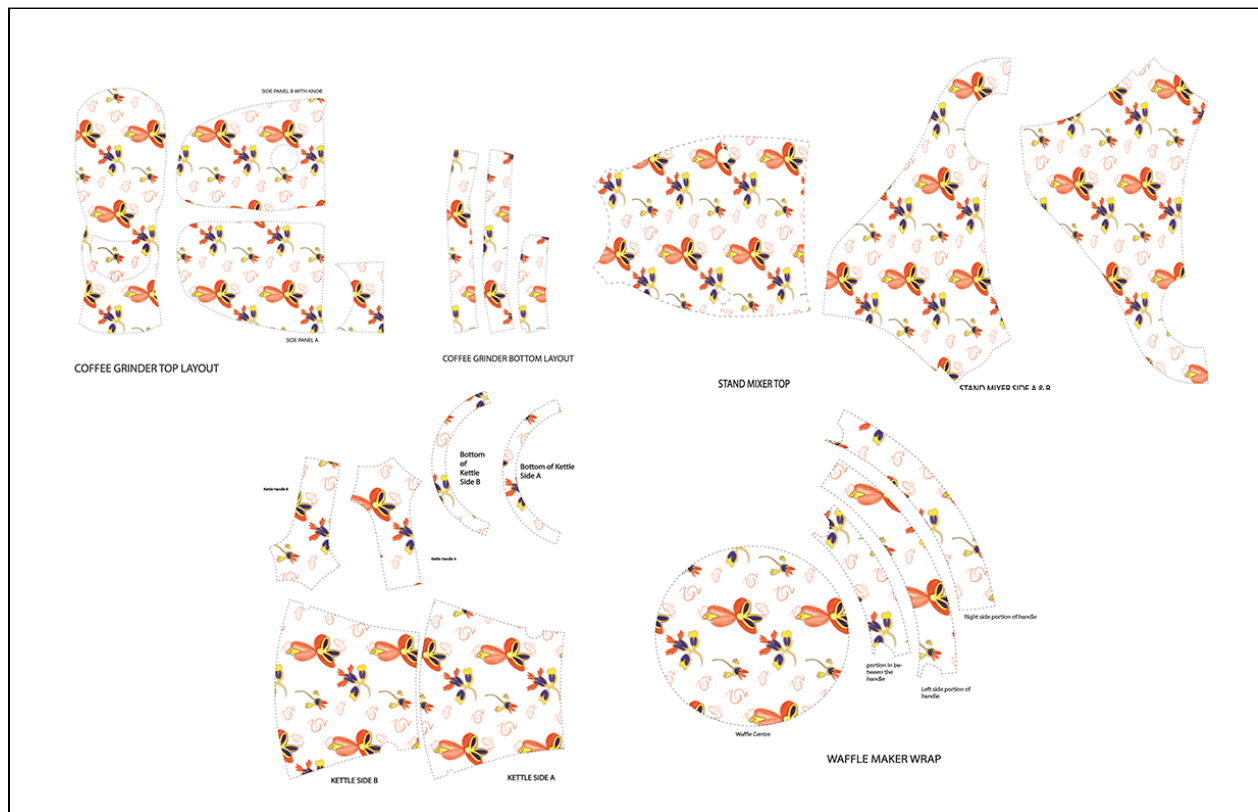 SIDE PANEL B WITH KNOB
SIDE PANEL A
COFFEE GRINDER TOP LAYOUT
COFFEE GRINDER BOTTOM LAYOUT
STAND MIXER TOP
STAND MIXER SIDE A & B
Kettle Handle B
Kettle Handle A
Bottom
of
Kettle
Side B
Bottom of Kettle
Side A
KETTLE SIDE B
KETTLE SIDE A
Right side portion of handle
portion in be-
tween the
handle
Left side portion of
handle
Waffle Centre
WAFFLE MAKER WRAP